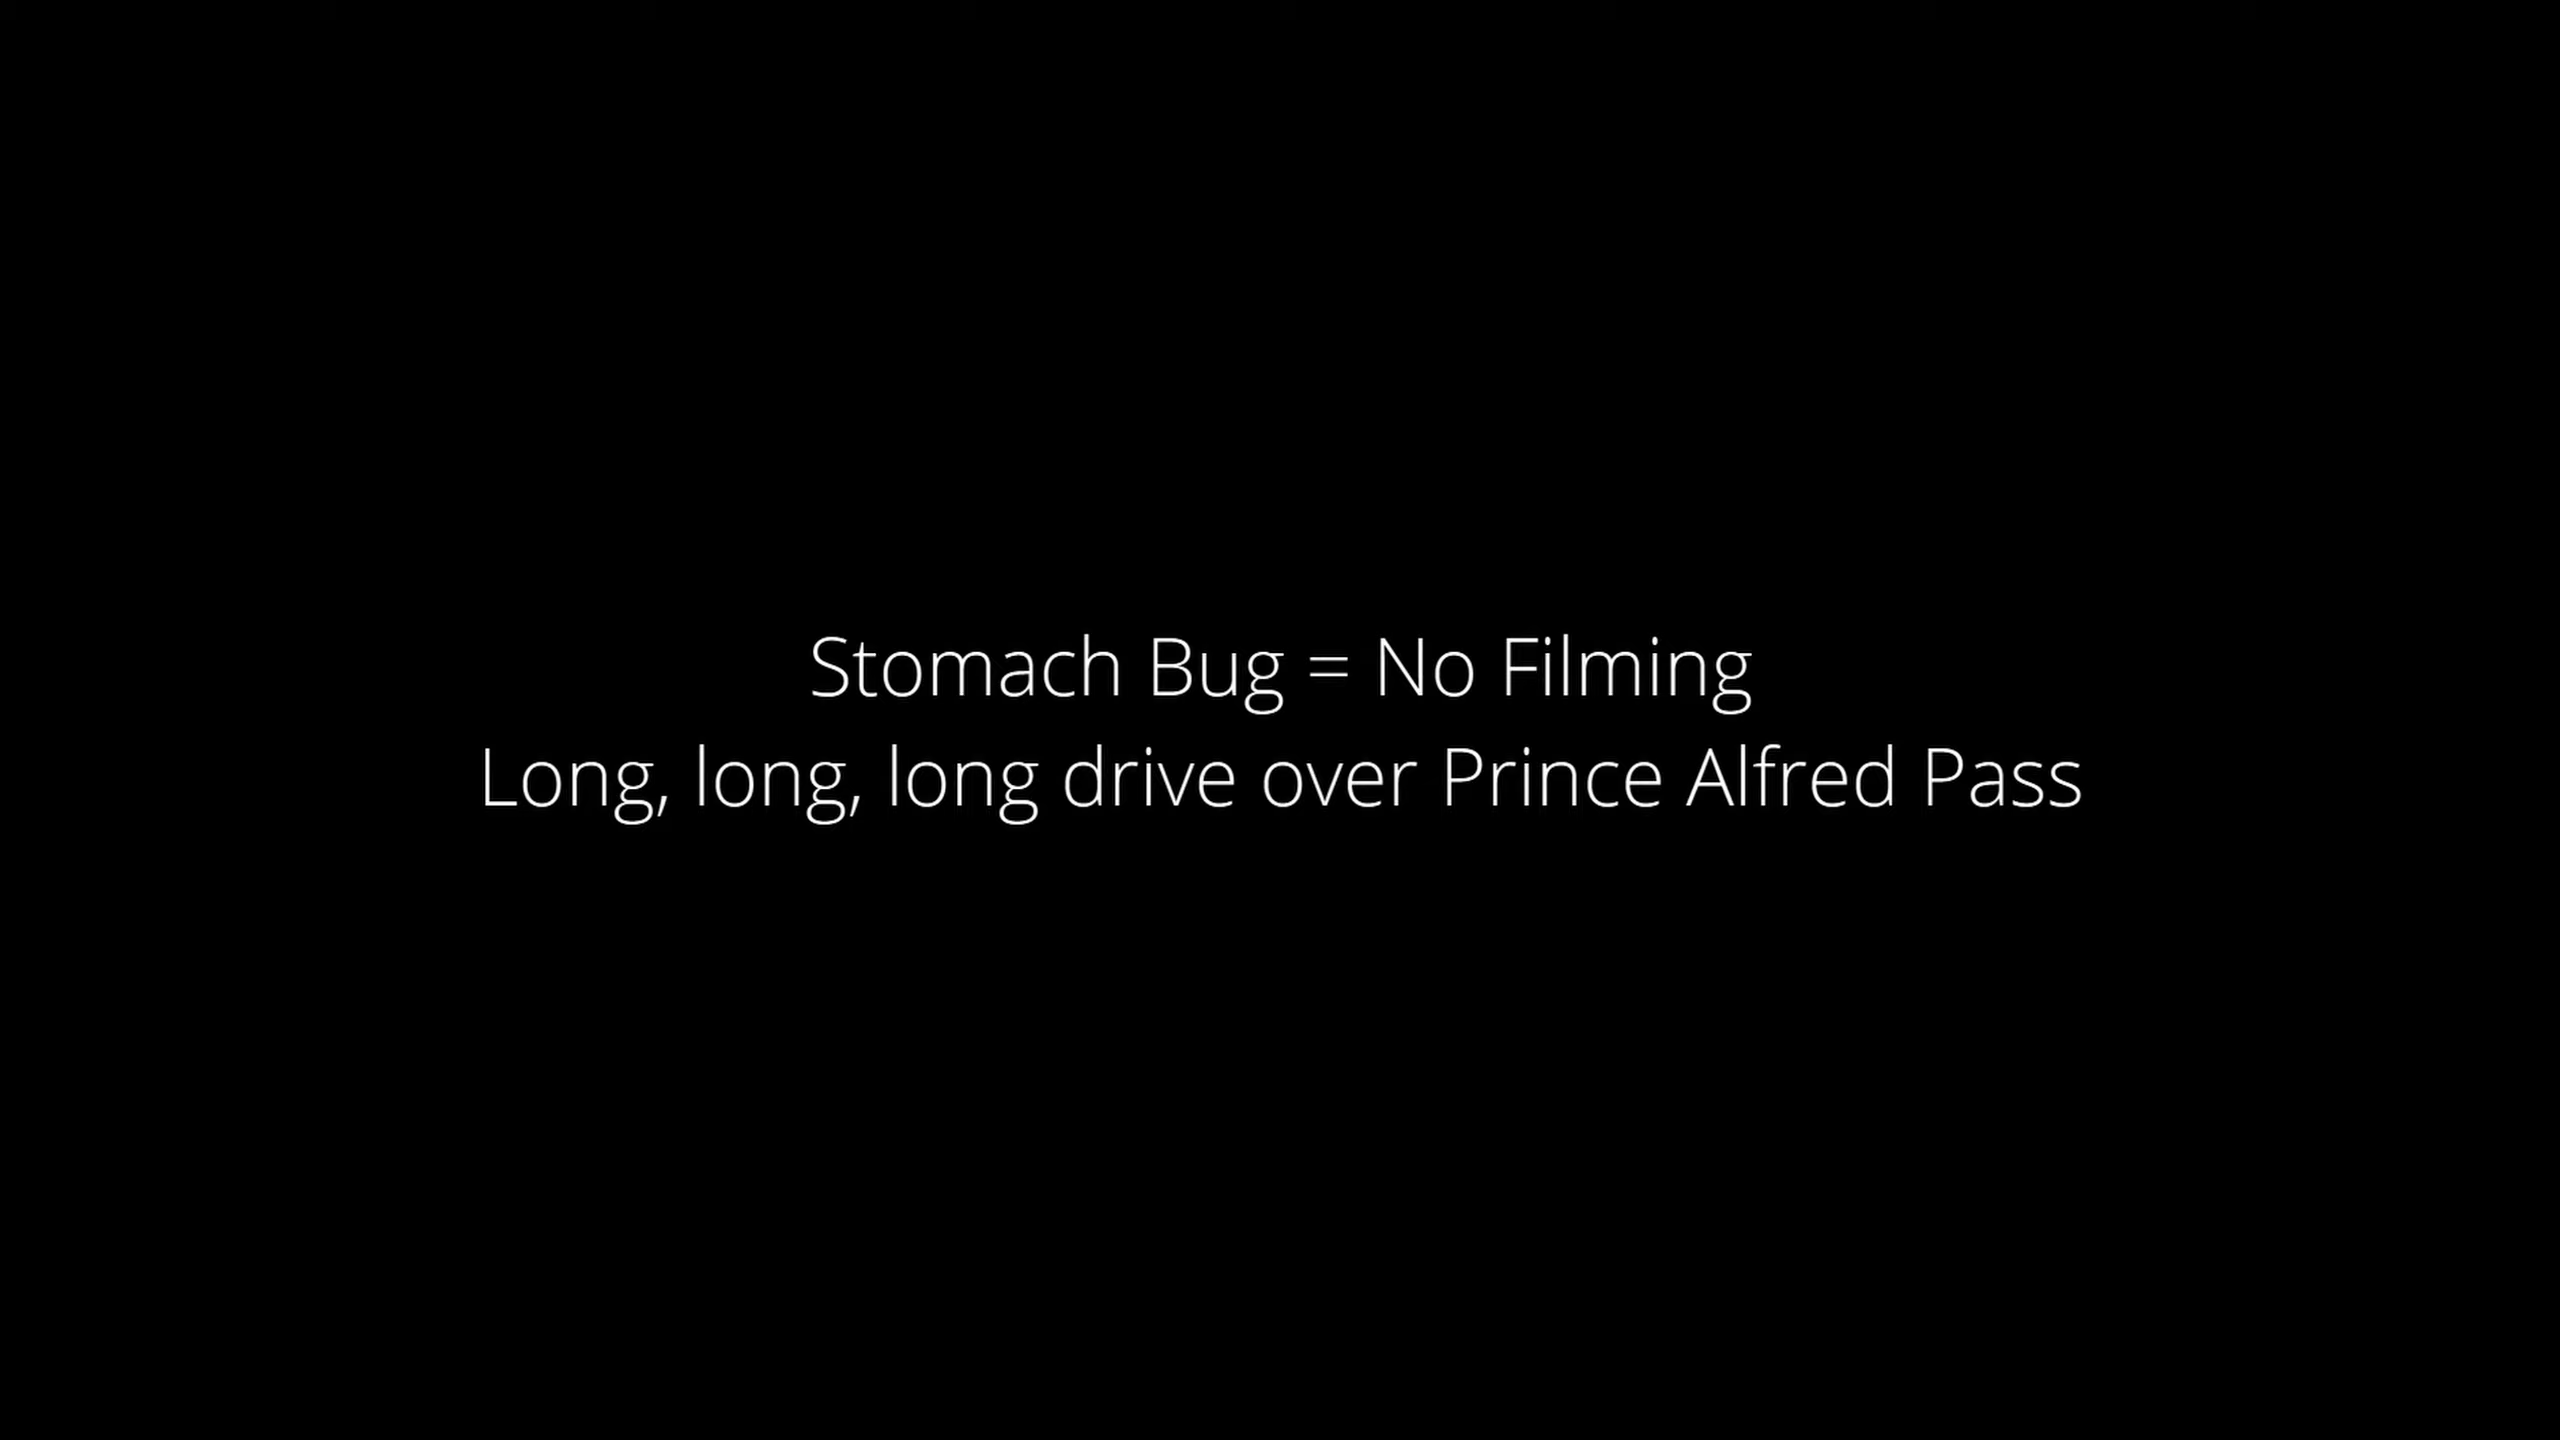 Stomach Bug = No Filming
Long, long, long drive over Prince Alfred Pass